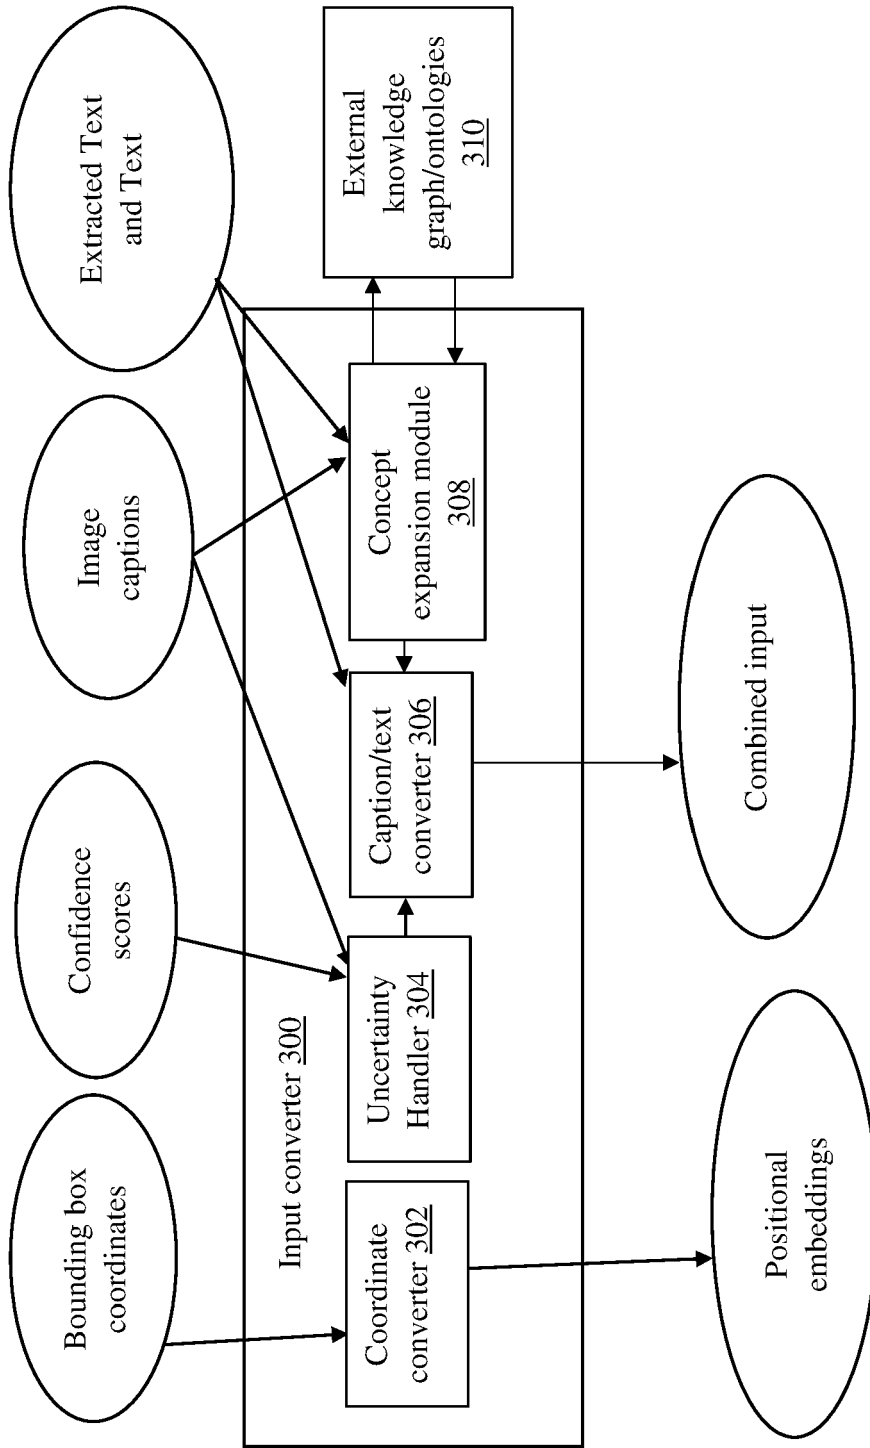 Bounding box
coordinates
Confidence
scores
Image
captions
Extracted Text
and Text
Input converter 300
Coordinate
converter 302
Uncertainty
Handler 304
Caption/text
converter 306
Concept
expansion module
308
External
knowledge
graph/ontologies
310
Positional
embeddings
Combined input